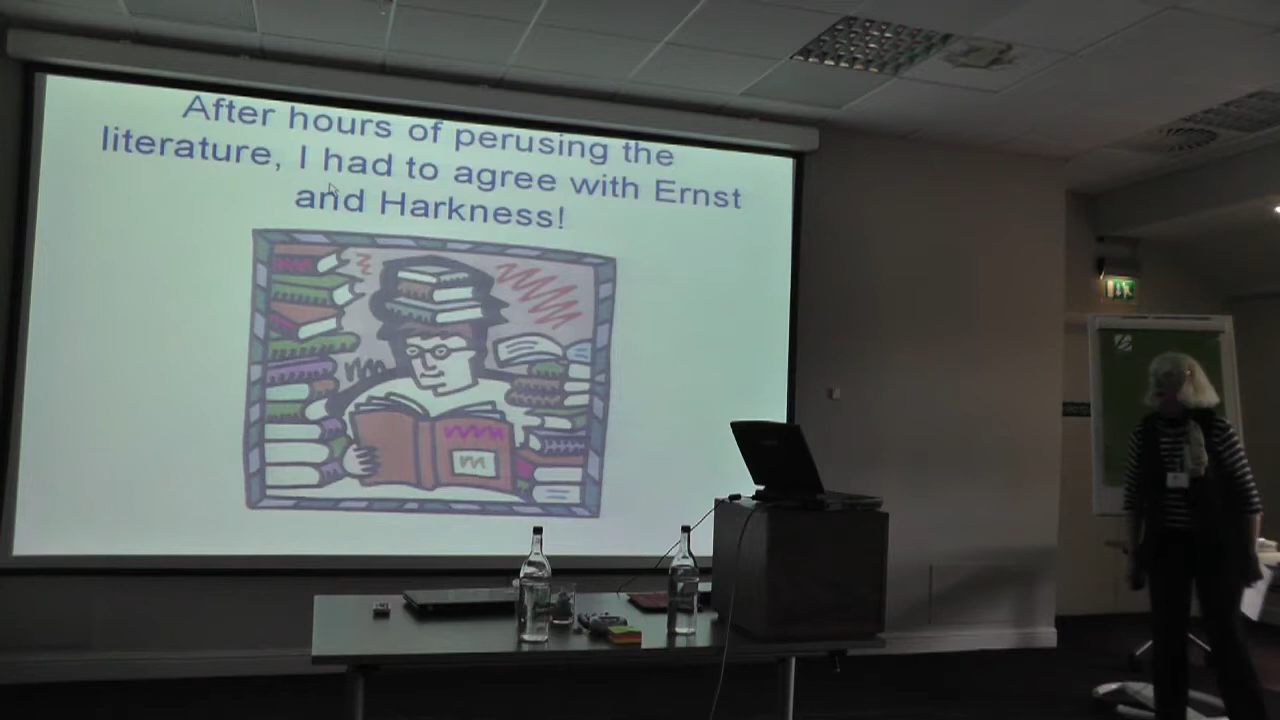 After hours of perusing the
literature, I had to agree with Ernst
and Harkness!